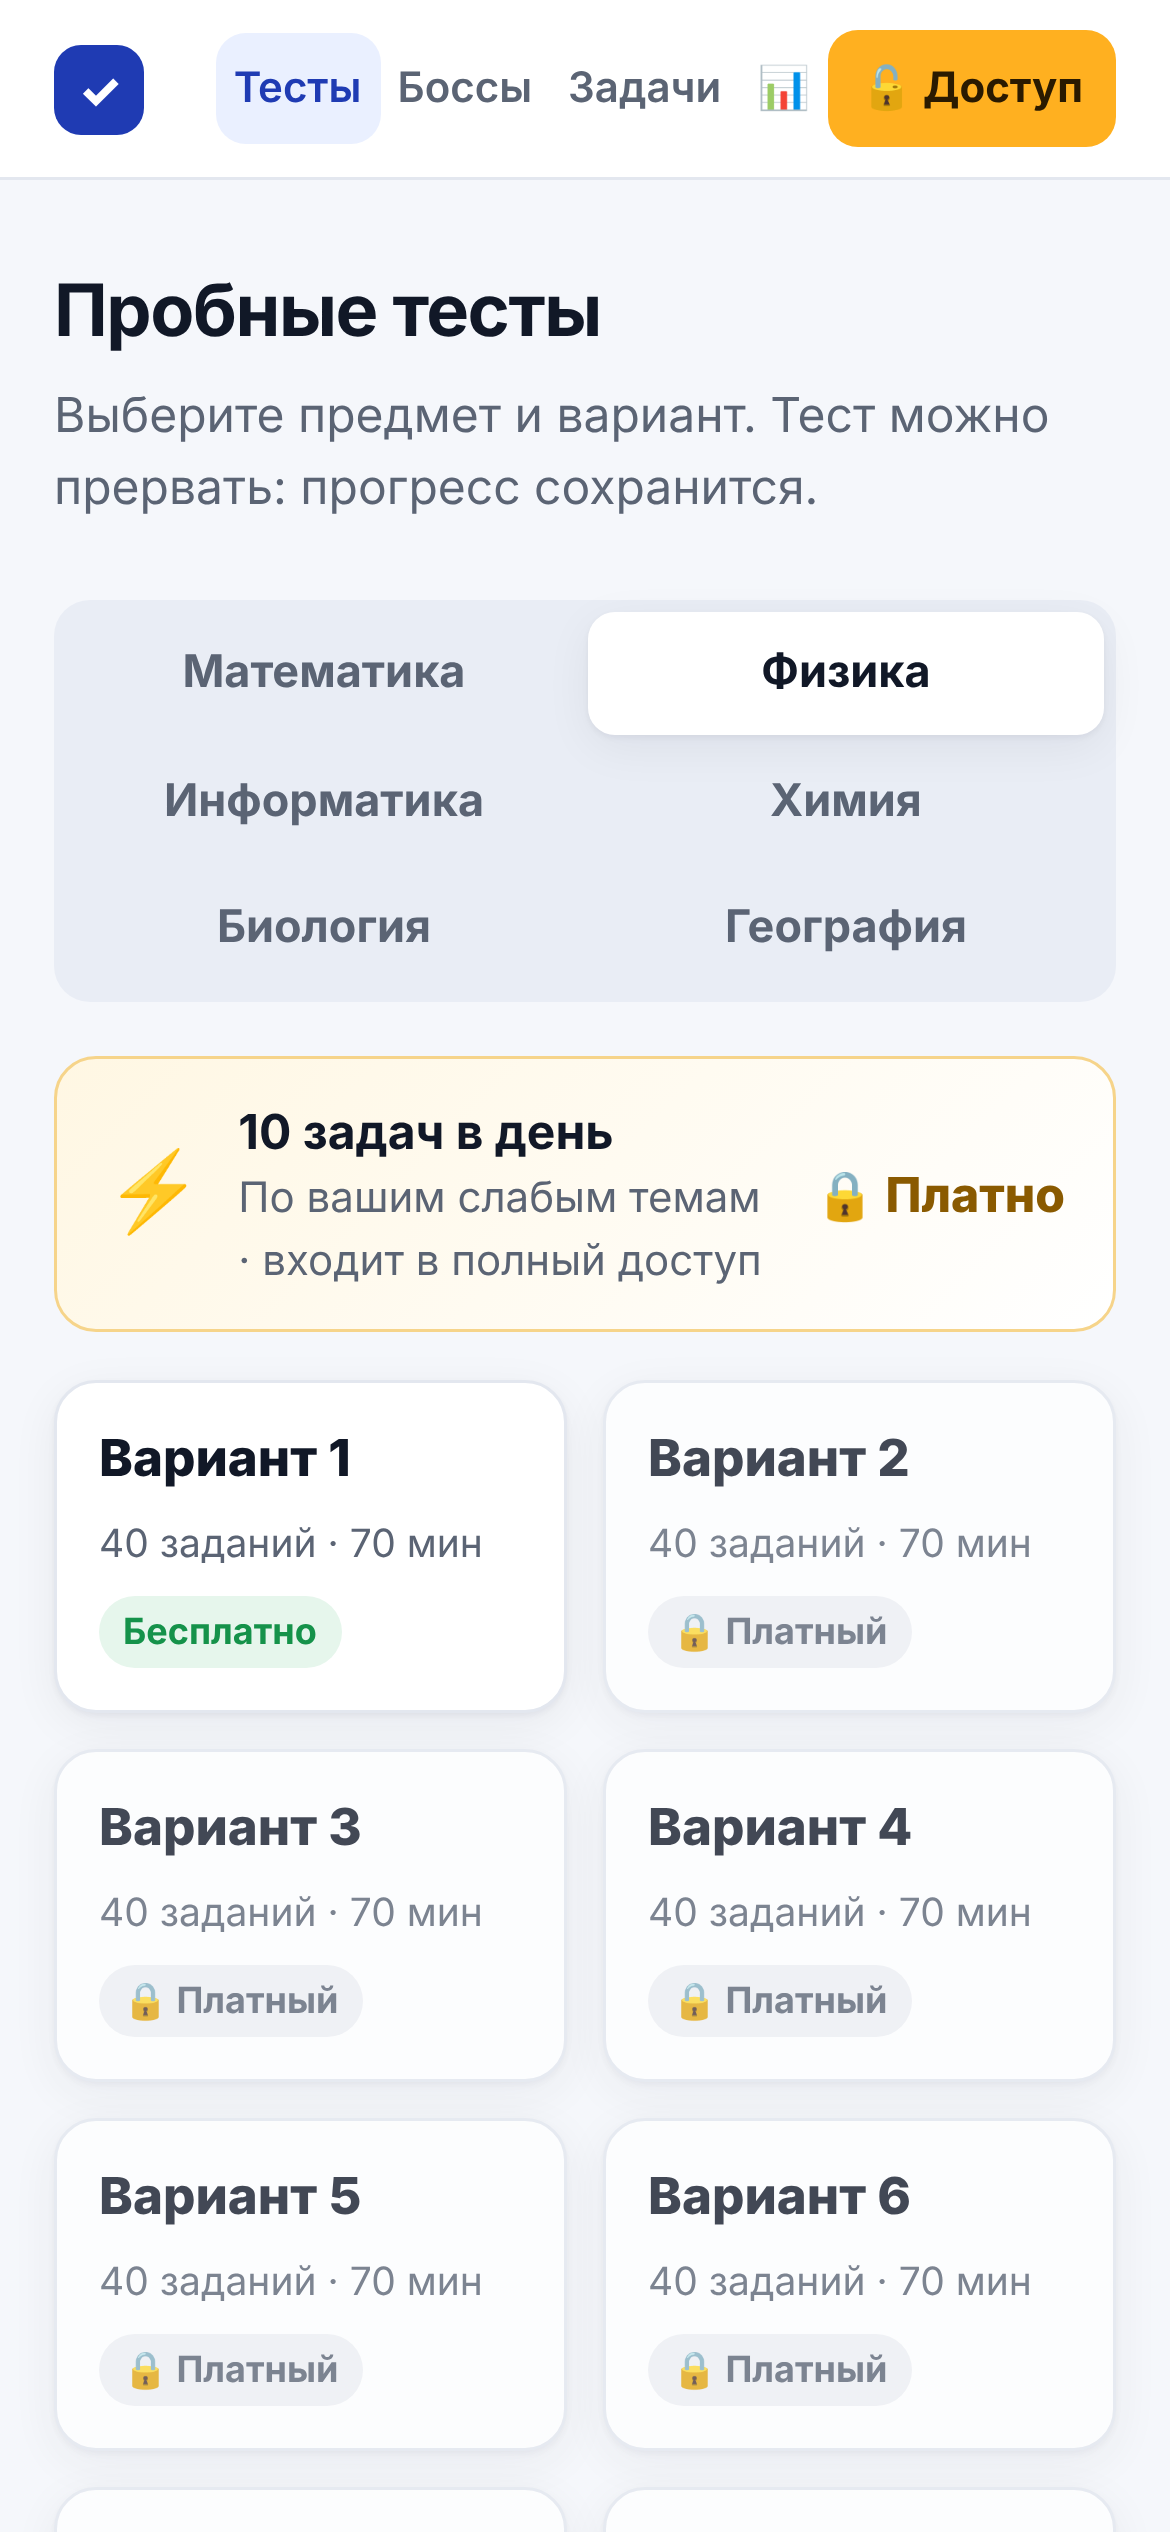 Тесты Боссы Задачи 📊 🔓 Доступ
Пробные тесты
Выберите предмет и вариант. Тест можно
прервать: прогресс сохранится.
Математика Физика
Информатика Химия
Биология География
10 задач в день
По вашим слабым темам
· входит в полный доступ
🔒 Платно
Вариант 1
40 заданий · 70 мин
Бесплатно
Вариант 2
40 заданий · 70 мин
🔒 Платный
Вариант 3
40 заданий · 70 мин
🔒 Платный
Вариант 4
40 заданий · 70 мин
🔒 Платный
Вариант 5
40 заданий · 70 мин
🔒 Платный
Вариант 6
40 заданий · 70 мин
🔒 Платный